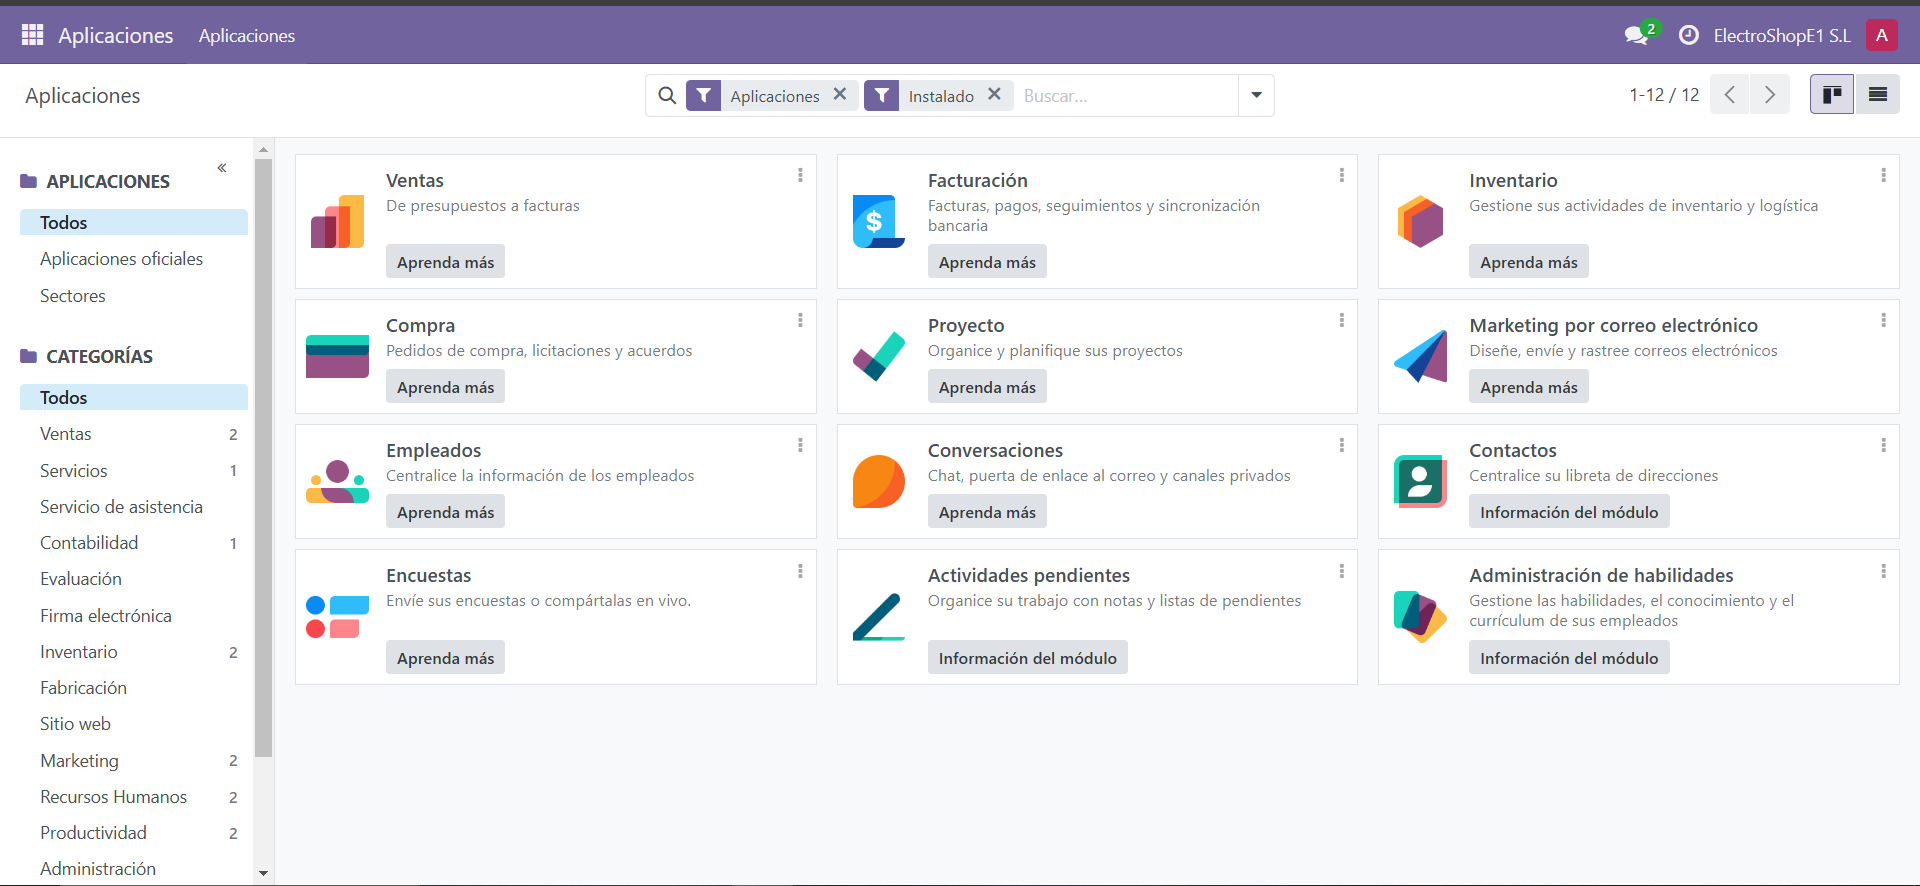 Aplicaciones
Aplicaciones
2
ElectroShopE1 S.L
A
Aplicaciones
Aplicaciones
Instalado
Buscar...
1-12 / 12
APLICACIONES
Todos
Aplicaciones oficiales
Sectores
CATEGORÍAS
Todos
Ventas 2
Servicios 1
Servicio de asistencia
Contabilidad 1
Evaluación
Firma electrónica
Inventario 2
Fabricación
Sitio web
Marketing 2
Recursos Humanos 2
Productividad 2
Administración
Ventas
De presupuestos a facturas
Aprenda más
Facturación
Facturas, pagos, seguimientos y sincronización
bancaria
Aprenda más
Inventario
Gestione sus actividades de inventario y logística
Aprenda más
Compra
Pedidos de compra, licitaciones y acuerdos
Aprenda más
Proyecto
Organice y planifique sus proyectos
Aprenda más
Marketing por correo electrónico
Diseñe, envíe y rastree correos electrónicos
Aprenda más
Empleados
Centralice la información de los empleados
Aprenda más
Conversaciones
Chat, puerta de enlace al correo y canales privados
Aprenda más
Contactos
Centralice su libreta de direcciones
Información del módulo
Encuestas
Envíe sus encuestas o compártalas en vivo.
Aprenda más
Actividades pendientes
Organice su trabajo con notas y listas de pendientes
Información del módulo
Administración de habilidades
Gestione las habilidades, el conocimiento y el
currículum de sus empleados
Información del módulo